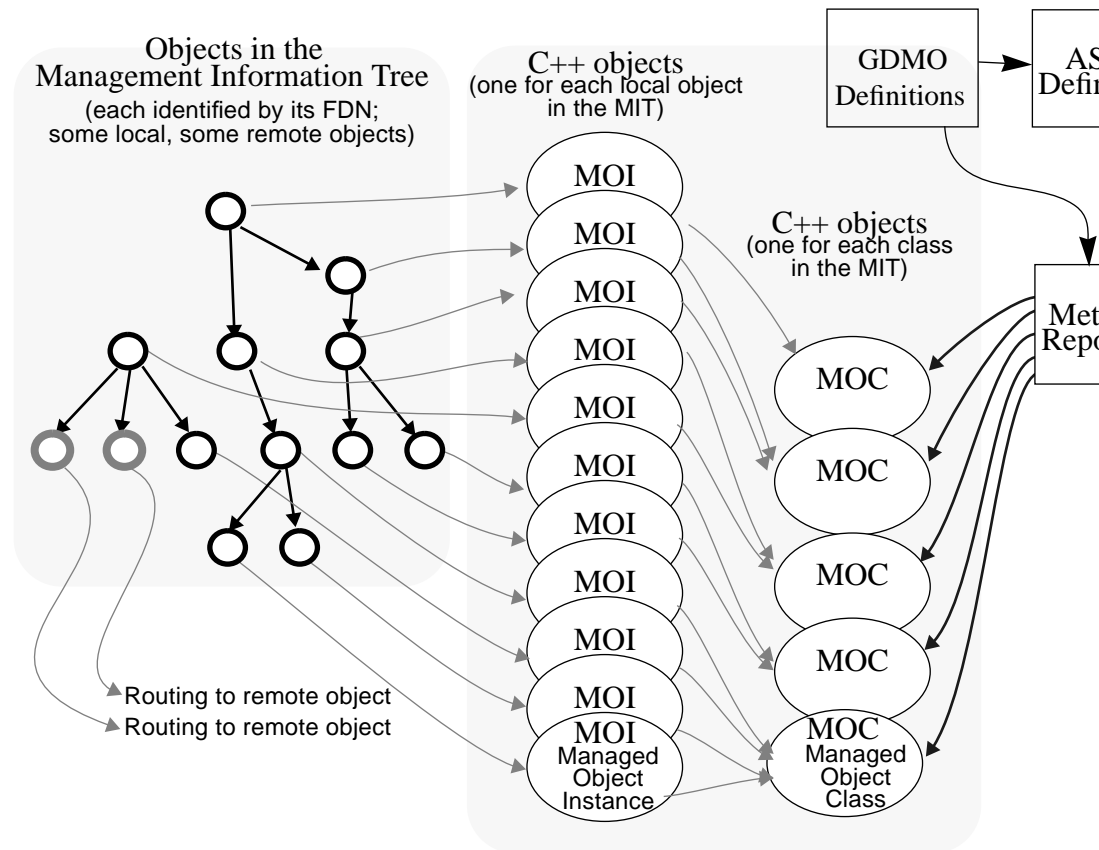 Objects in the
Management Information Tree
(each identified by its FDN;
some local, some remote objects)
C++ objects
(one for each local object
in the MIT)
GDMO
Definitions
MOI
MOI
MOI
MOI
MOI
MOI
MOI
MOI
MOI
MOI
MOI
Managed
Object
Instance
C++ objects
(one for each class
in the MIT)
MOC
MOC
MOC
MOC
MOC
Managed
Object
Class
Routing to remote object
Routing to remote object